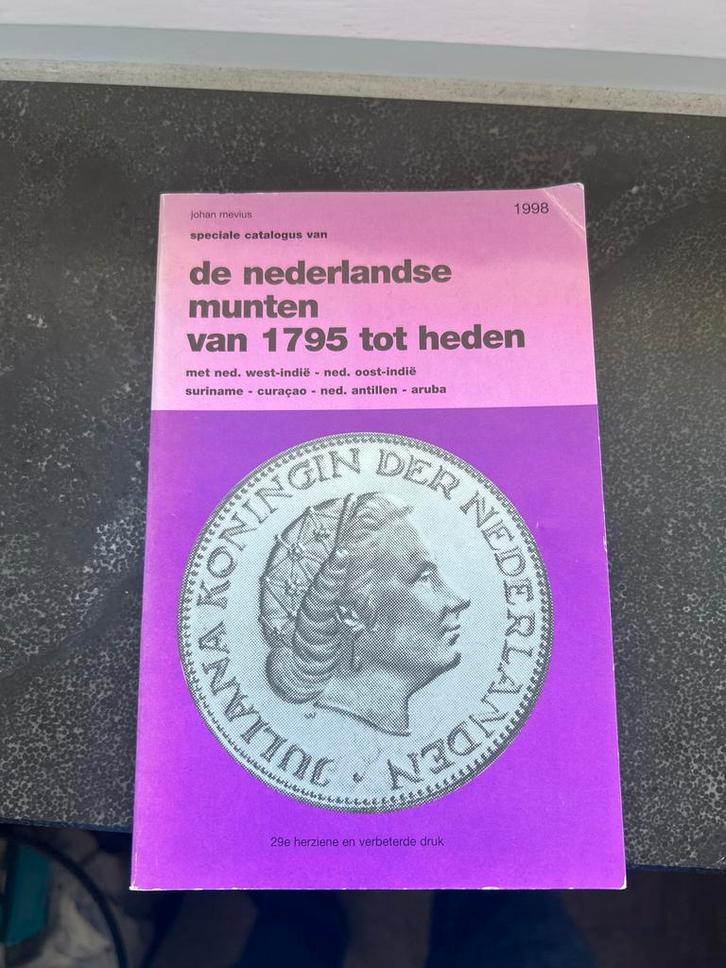 johan mevius
1998
speciale catalogus van
de nederlandse
munten
van 1795 tot heden
met ned. west-indië - ned. oost-indië
suriname - curaçao - ned. antillen - aruba
JULIANA KONINGIN DER NEDERLANDEN
29e herziene en verbeterde druk